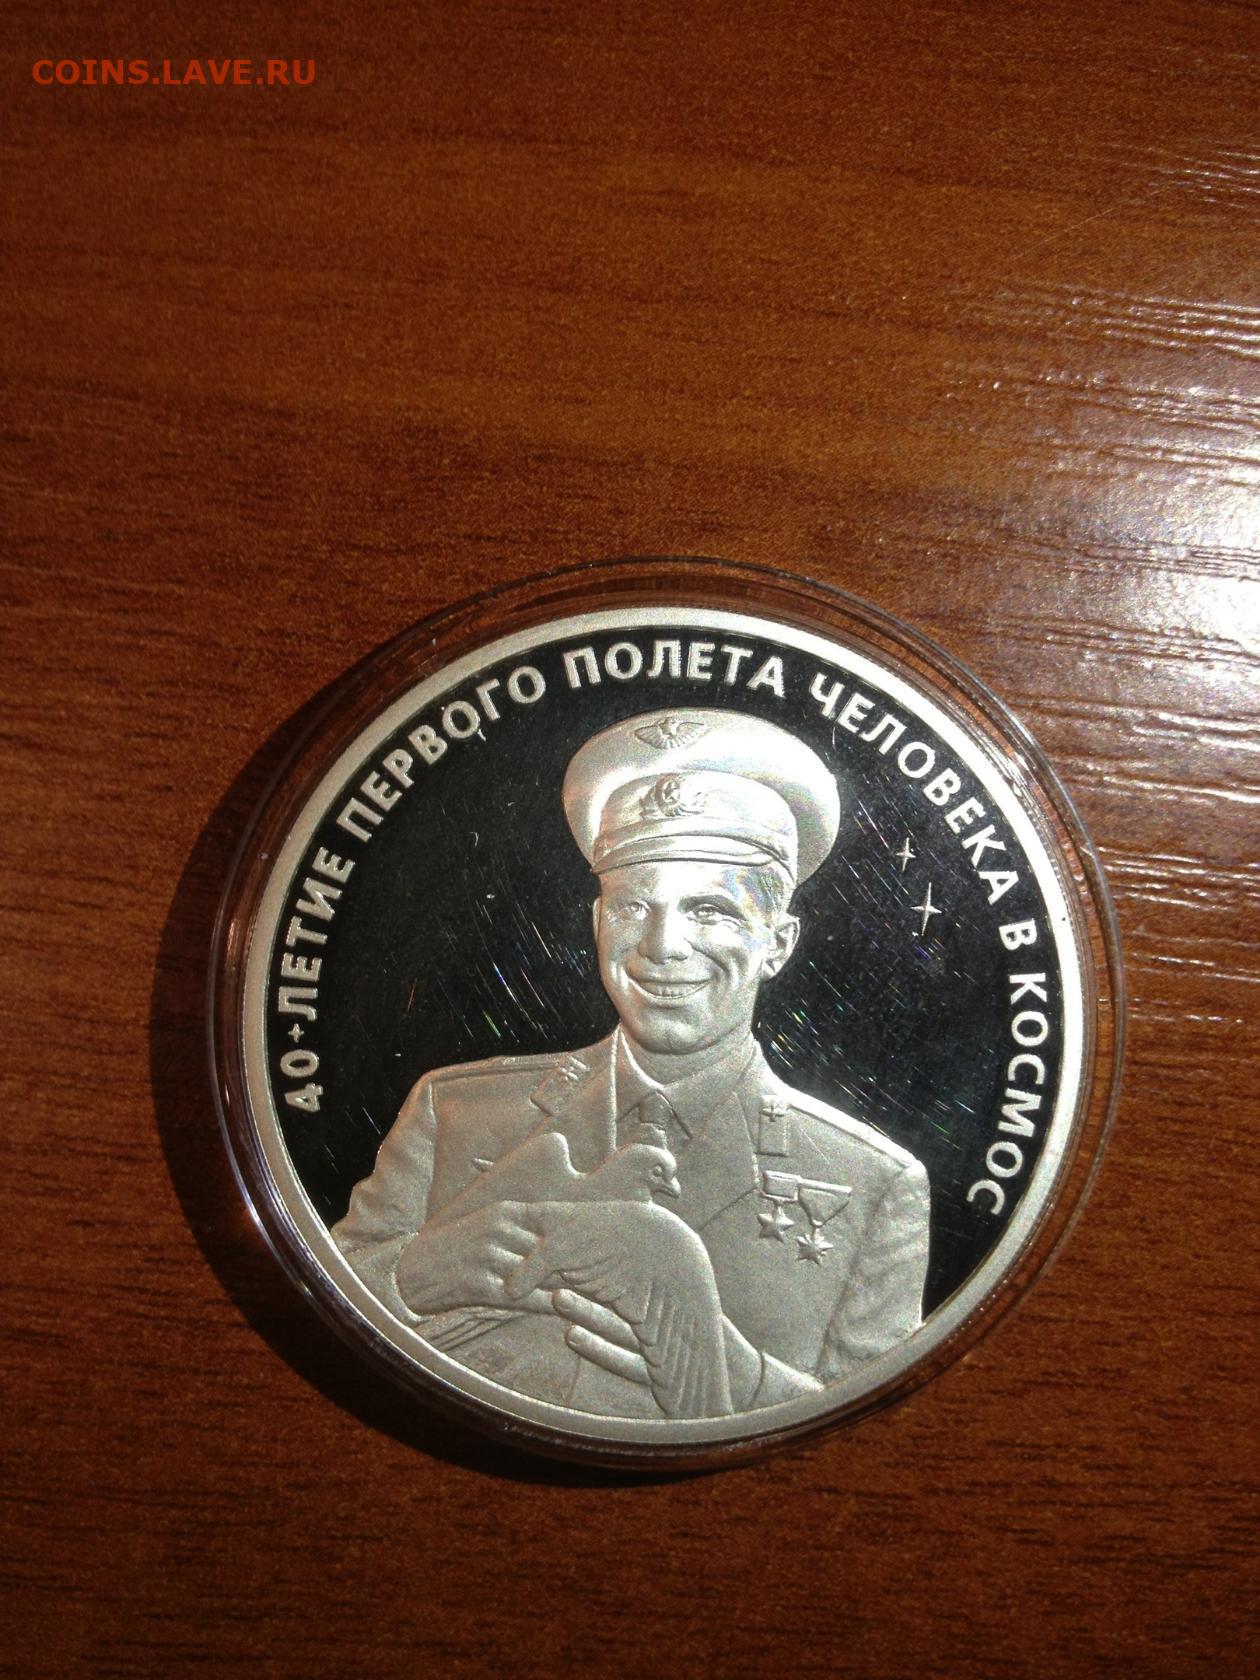 COINS.LAVE.RU
40-ЛЕТИЕ ПЕРВОГО ПОЛЕТА ЧЕЛОВЕКА В КОСМОС